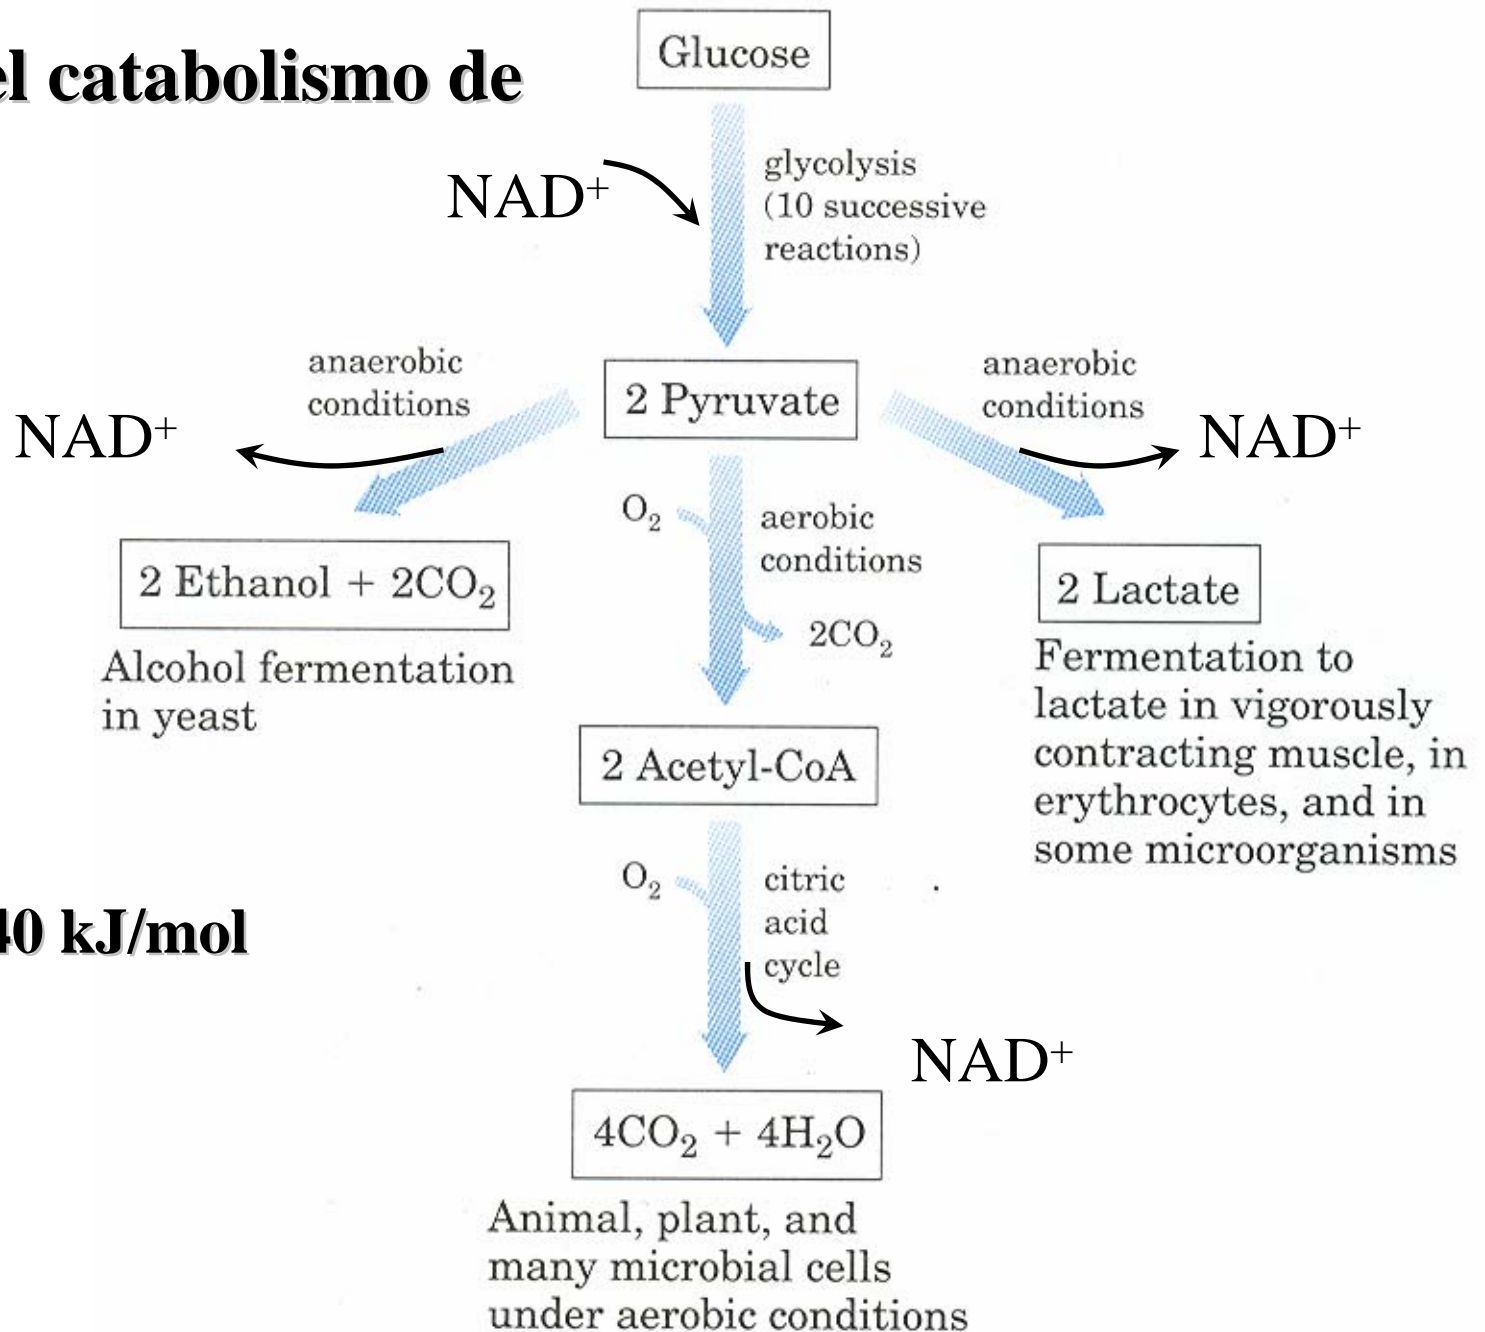 el catabolismo de
Glucose
NAD⁺
glycolysis
(10 successive
reactions)
anaerobic
conditions
2 Pyruvate
anaerobic
conditions
NAD⁺
NAD⁺
O₂
aerobic
conditions
2 Ethanol + 2CO₂
2 Lactate
2CO₂
Alcohol fermentation
in yeast
Fermentation to
lactate in vigorously
contracting muscle, in
erythrocytes, and in
some microorganisms
2 Acetyl-CoA
O₂
citric
acid
cycle
40 kJ/mol
NAD⁺
4CO₂ + 4H₂O
Animal, plant, and
many microbial cells
under aerobic conditions